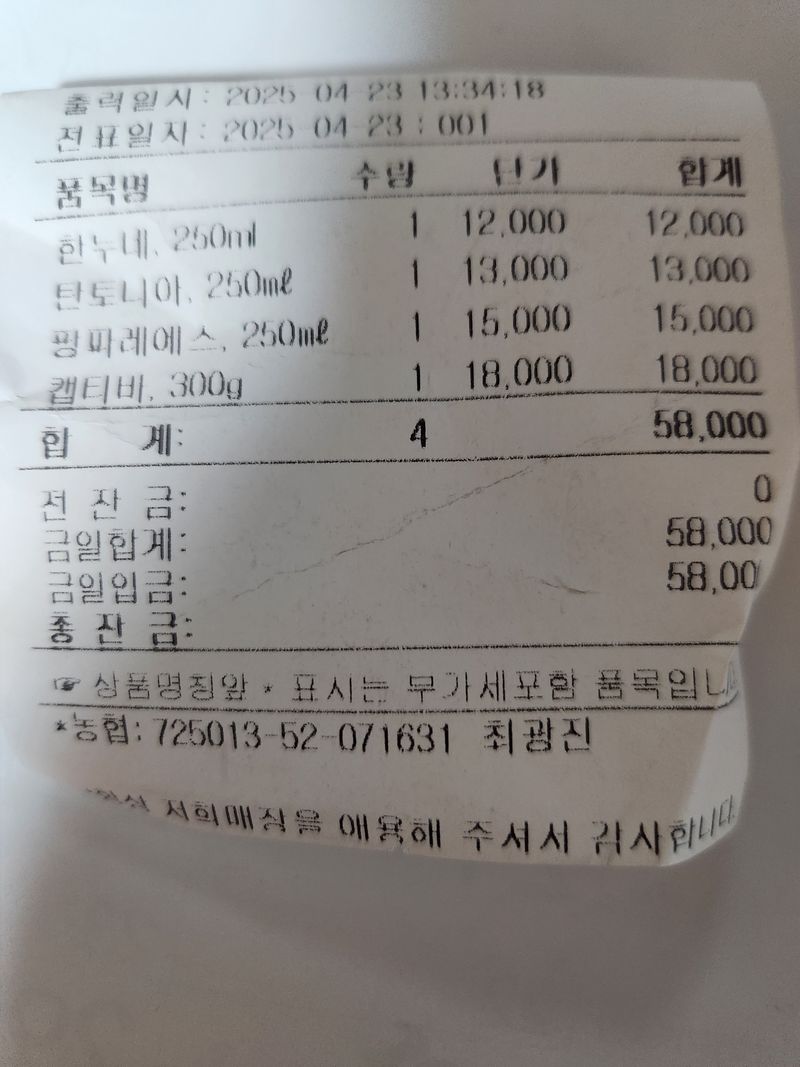 출력일시: 2025-04-23 13:34:18
전표일자: 2025-04-23 : 001
품목명 수량 단가 합계
한누네, 250ml 1 12,000 12,000
탄토니아, 250㎖ 1 13,000 13,000
핑파레에스, 250㎖ 1 15,000 15,000
캡티바, 300g 1 18,000 18,000
합 계: 4 58,000
전 잔 금: 0
금일합계: 58,000
금일입금: 58,00
총 잔 금:
☞ 상품명칭앞 * 표시는 부가세포함 품목입니
*농협: 725013-52-071631 최광진
저희매장을 애용해 주셔서 감사합니다.